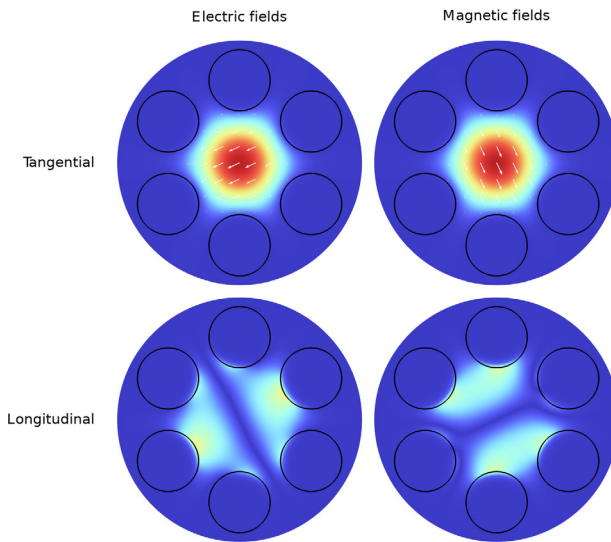 Electric fields
Magnetic fields
Tangential
Longitudinal